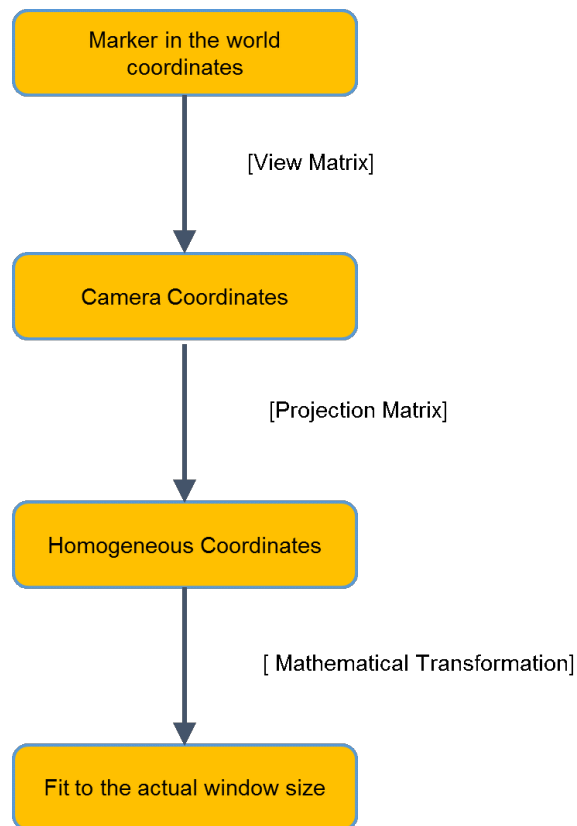 Marker in the world
coordinates
[View Matrix]
Camera Coordinates
[Projection Matrix]
Homogeneous Coordinates
[ Mathematical Transformation]
Fit to the actual window size